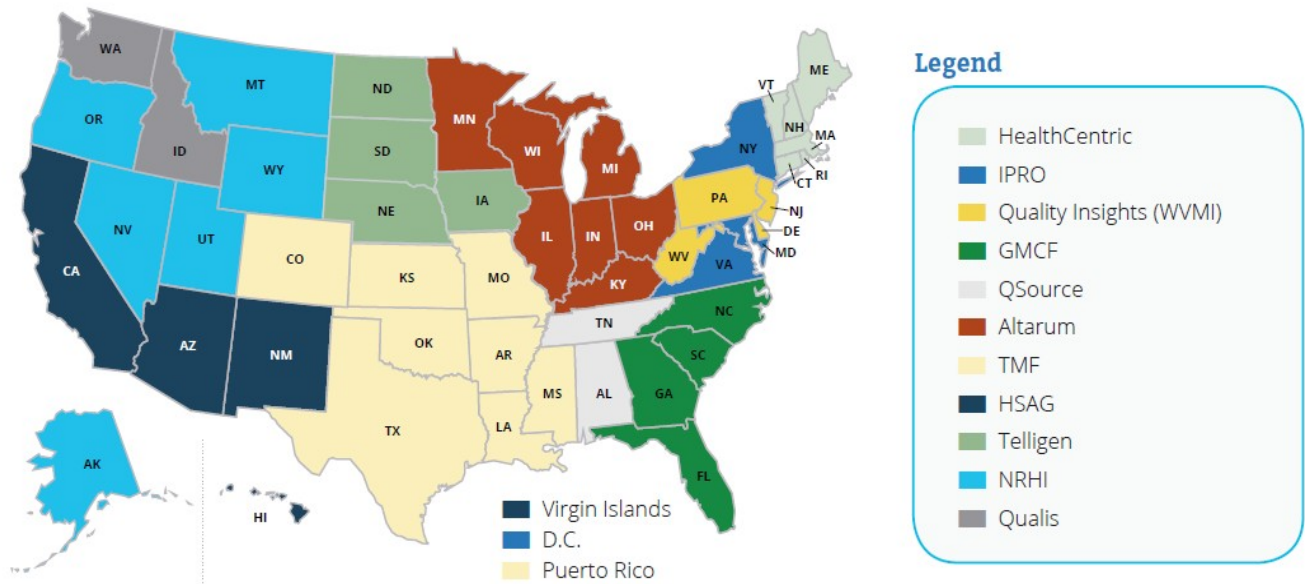 WA
MT
ND
MN
VT
ME
OR
ID
WY
SD
WI
MI
NY
NH
MA
RI
CT
NV
UT
NE
IA
PA
NJ
DE
MD
CA
CO
KS
MO
IL
IN
OH
WV
VA
KY
AZ
NM
OK
AR
TN
NC
SC
TX
LA
MS
AL
GA
FL
AK
HI
Virgin Islands
D.C.
Puerto Rico
Legend
HealthCentric
IPRO
Quality Insights (WVMI)
GMCF
QSource
Altarum
TMF
HSAG
Telligen
NRHI
Qualis